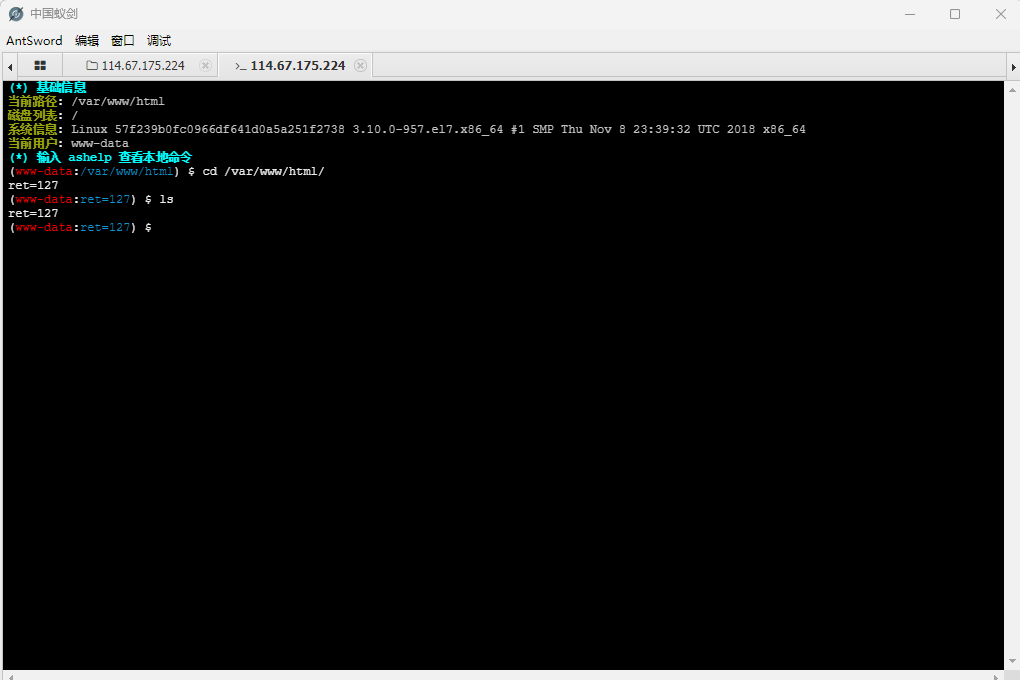 中国蚁剑
AntSword 编辑 窗口 调试
114.67.175.224 >_ 114.67.175.224
(*) 基础信息
当前路径: /var/www/html
磁盘列表: /
系统信息: Linux 57f239b0fc0966df641d0a5a251f2738 3.10.0-957.el7.x86_64 #1 SMP Thu Nov 8 23:39:32 UTC 2018 x86_64
当前用户: www-data
(*) 输入 ashelp 查看本地命令
(www-data:/var/www/html) $ cd /var/www/html/
ret=127
(www-data:ret=127) $ ls
ret=127
(www-data:ret=127) $